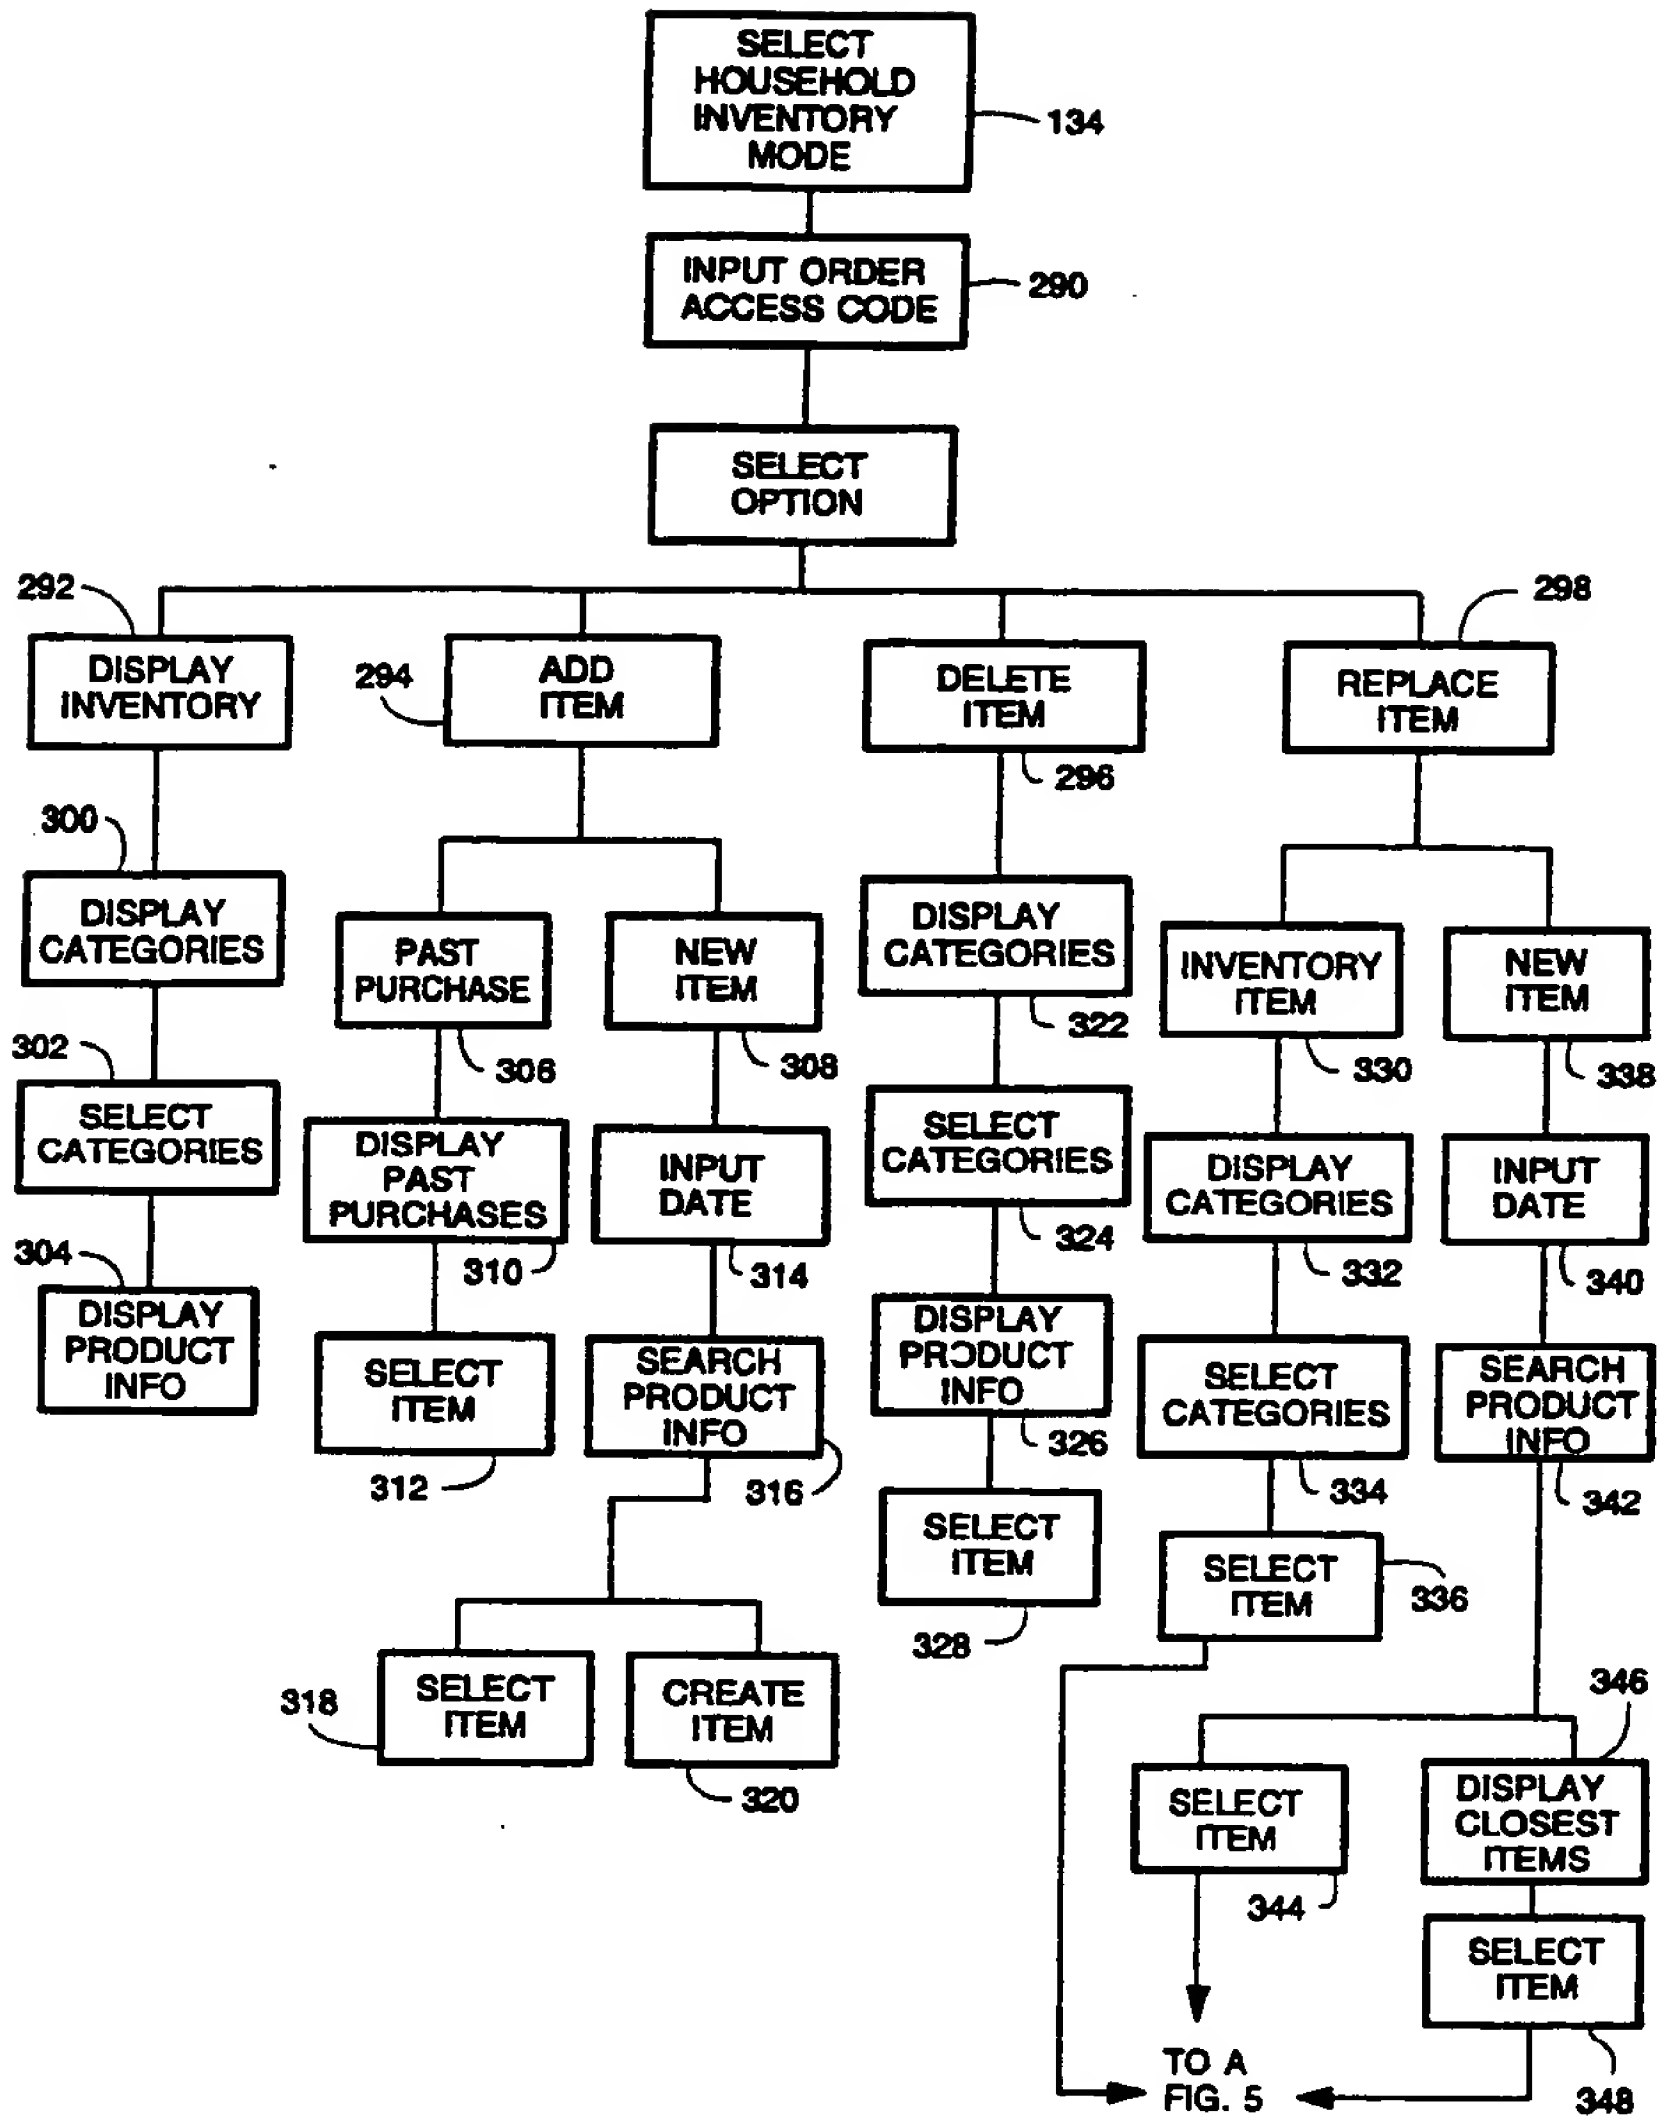 SELECT
HOUSEHOLD
INVENTORY
MODE
134
INPUT ORDER
ACCESS CODE
290
SELECT
OPTION
292
DISPLAY
INVENTORY
294
ADD
ITEM
DELETE
ITEM
296
298
REPLACE
ITEM
300
DISPLAY
CATEGORIES
302
SELECT
CATEGORIES
304
DISPLAY
PRODUCT
INFO
PAST
PURCHASE
306
DISPLAY
PAST
PURCHASES
310
SELECT
ITEM
312
NEW
ITEM
308
INPUT
DATE
314
SEARCH
PRODUCT
INFO
316
318
SELECT
ITEM
CREATE
ITEM
320
DISPLAY
CATEGORIES
322
SELECT
CATEGORIES
324
DISPLAY
PRODUCT
INFO
326
SELECT
ITEM
328
INVENTORY
ITEM
330
DISPLAY
CATEGORIES
332
SELECT
CATEGORIES
334
SELECT
ITEM
336
NEW
ITEM
338
INPUT
DATE
340
SEARCH
PRODUCT
INFO
342
SELECT
ITEM
344
346
DISPLAY
CLOSEST
ITEMS
SELECT
ITEM
348
TO A
FIG. 5